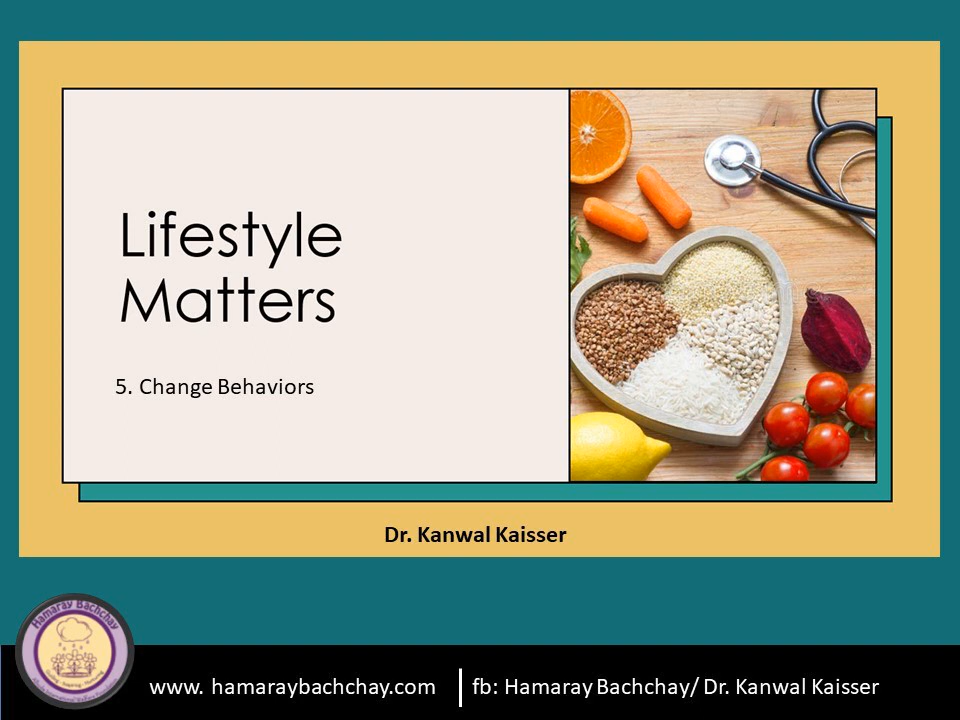 Lifestyle
Matters
5. Change Behaviors
Dr. Kanwal Kaisser
Hamaray Bachchay
www. hamaraybachchay.com
fb: Hamaray Bachchay/ Dr. Kanwal Kaisser